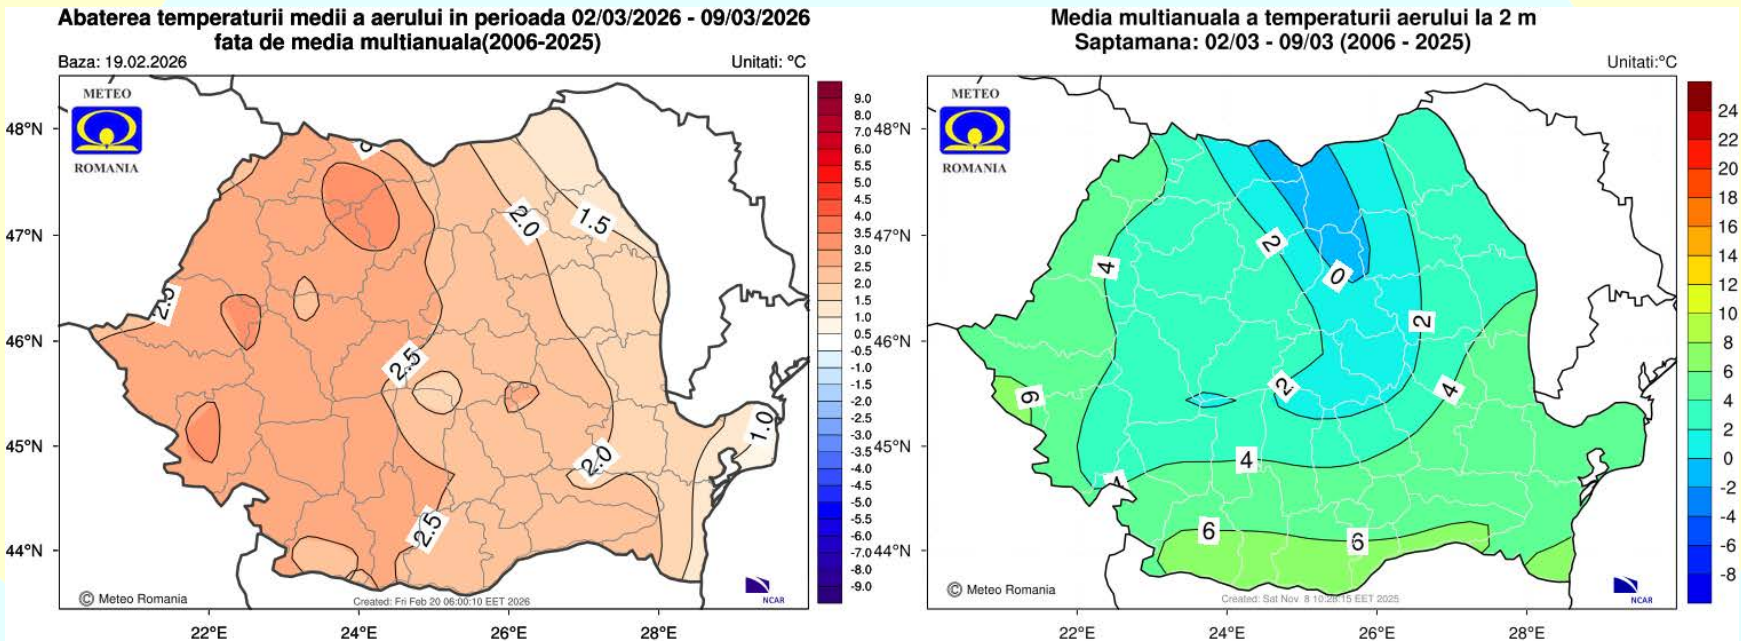 Abaterea temperaturii medii a aerului in perioada 02/03/2026 - 09/03/2026
fata de media multianuala(2006-2025)
Baza: 19.02.2026
Unitati: °C
METEO
ROMANIA
48°N
47°N
46°N
45°N
44°N
22°E
24°E
26°E
28°E
2.0
1.5
2.5
2.5
1.0
2.0
2.5
9.0
8.0
7.0
6.0
5.5
5.0
4.5
4.0
3.5
3.0
2.5
2.0
1.5
1.0
0.5
-0.5
-1.0
-1.5
-2.0
-2.5
-3.0
-3.5
-4.0
-4.5
-5.0
-5.5
-6.0
-7.0
-8.0
-9.0
© Meteo Romania
Created: Fri Feb 20 06:00:10 EET 2026
NCAR
Media multianuala a temperaturii aerului la 2 m
Saptamana: 02/03 - 09/03 (2006 - 2025)
Unitati:°C
METEO
ROMANIA
48°N
47°N
46°N
45°N
44°N
22°E
24°E
26°E
28°E
2
4
0
2
2
4
6
4
4
6
6
24
22
20
18
16
14
12
10
8
6
4
2
0
-2
-4
-6
-8
© Meteo Romania
Created: Sat Nov 8 10:28:15 EET 2025
NCAR